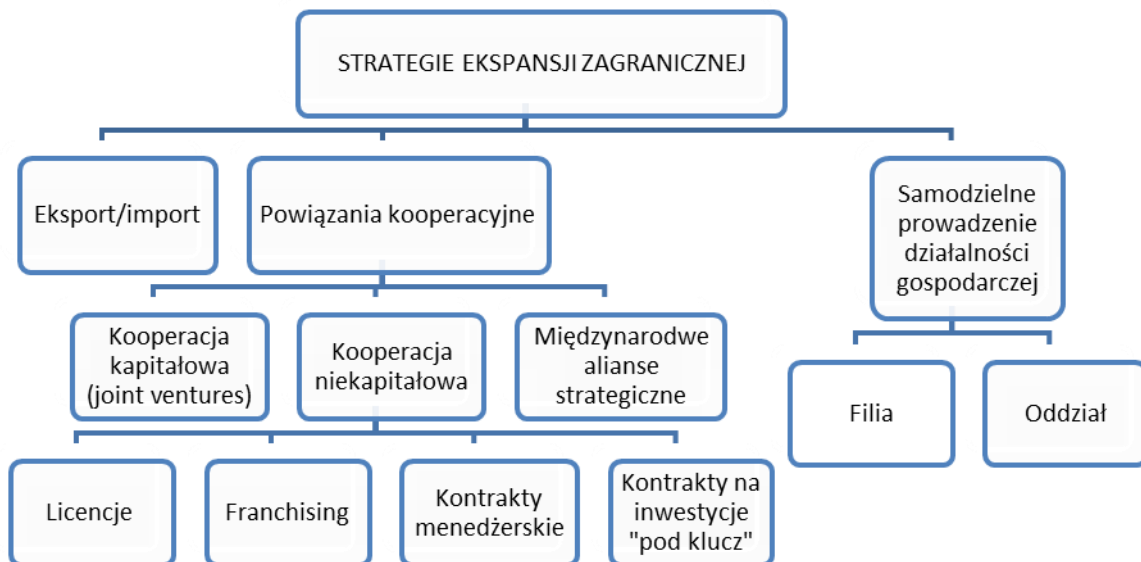 STRATEGIE EKSPANSJI ZAGRANICZNEJ
Eksport/import
Powiązania kooperacyjne
Samodzielne
prowadzenie
działalności
gospodarczej
Kooperacja
kapitałowa
(joint ventures)
Kooperacja
niekapitałowa
Międzynarodwe
alianse
strategiczne
Filia
Oddział
Licencje
Franchising
Kontrakty
menedżerskie
Kontrakty na
inwestycje
"pod klucz"